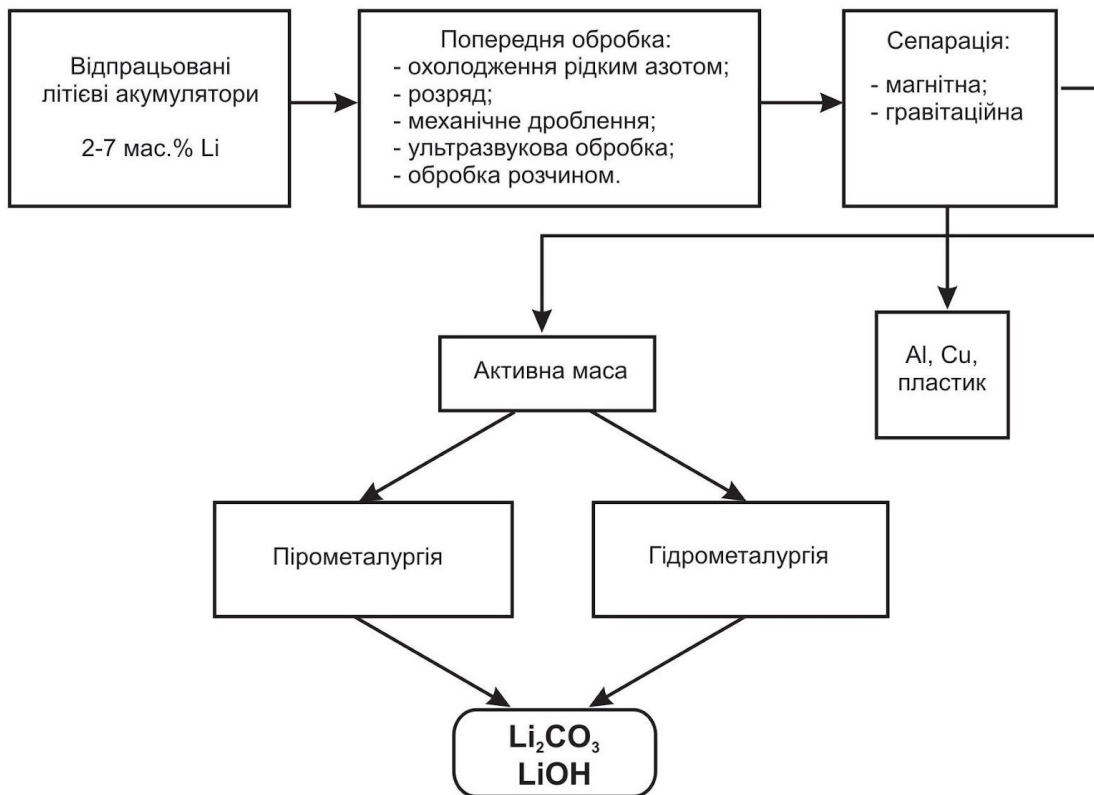 Відпрацьовані
літієві акумулятори
2-7 мас.% Li
Попередня обробка:
- охолодження рідким азотом;
- розряд;
- механічне дроблення;
- ультразвукова обробка;
- обробка розчином.
Сепарація:
- магнітна;
- гравітаційна
Активна маса
Al, Cu,
пластик
Пірометалургія
Гідрометалургія
Li₂CO₃
LiOH